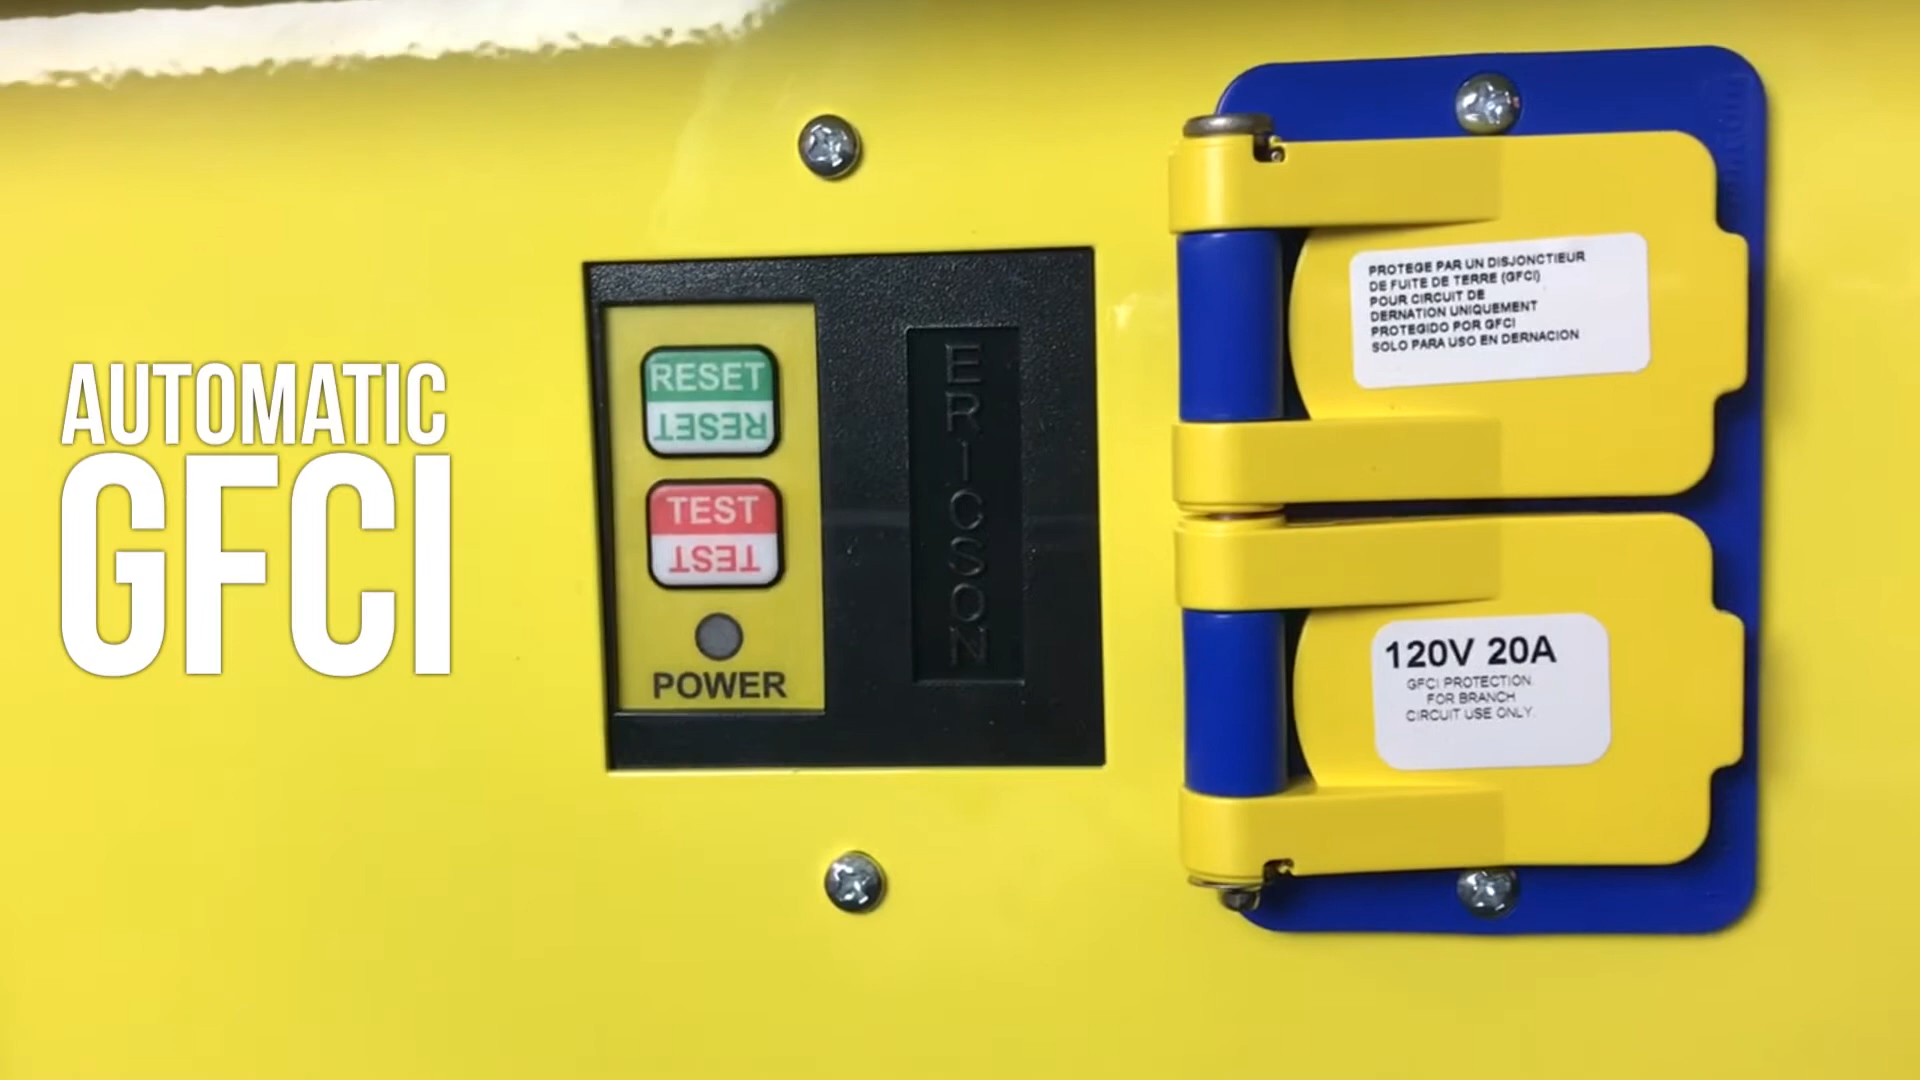 AUTOMATIC
GFCI
RESET
RESET
TEST
TEST
POWER
ERICSON
PROTEGE PAR UN DISJONCTIEUR
DE FUITE DE TERRE (GFCI)
POUR CIRCUIT DE
DERNATION UNIQUEMENT
PROTEGIDO POR GFCI
SOLO PARA USO EN DERNACION
120V 20A
GFCI PROTECTION
FOR BRANCH
CIRCUIT USE ONLY.